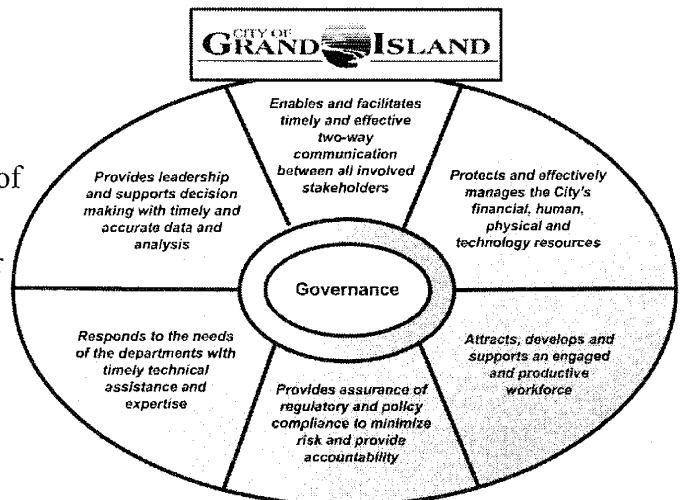 CITY OF
GRAND ISLAND
of
Enables and facilitates
timely and effective
two-way
communication
between all involved
stakeholders
Provides leadership
and supports decision
making with timely and
accurate data and
analysis
Protects and effectively
manages the City's
financial, human,
physical and
technology resources
Governance
Responds to the needs
of the departments with
timely technical
assistance and
expertise
Provides assurance of
regulatory and policy
compliance to minimize
risk and provide
accountability
Attracts, develops and
supports an engaged
and productive
workforce